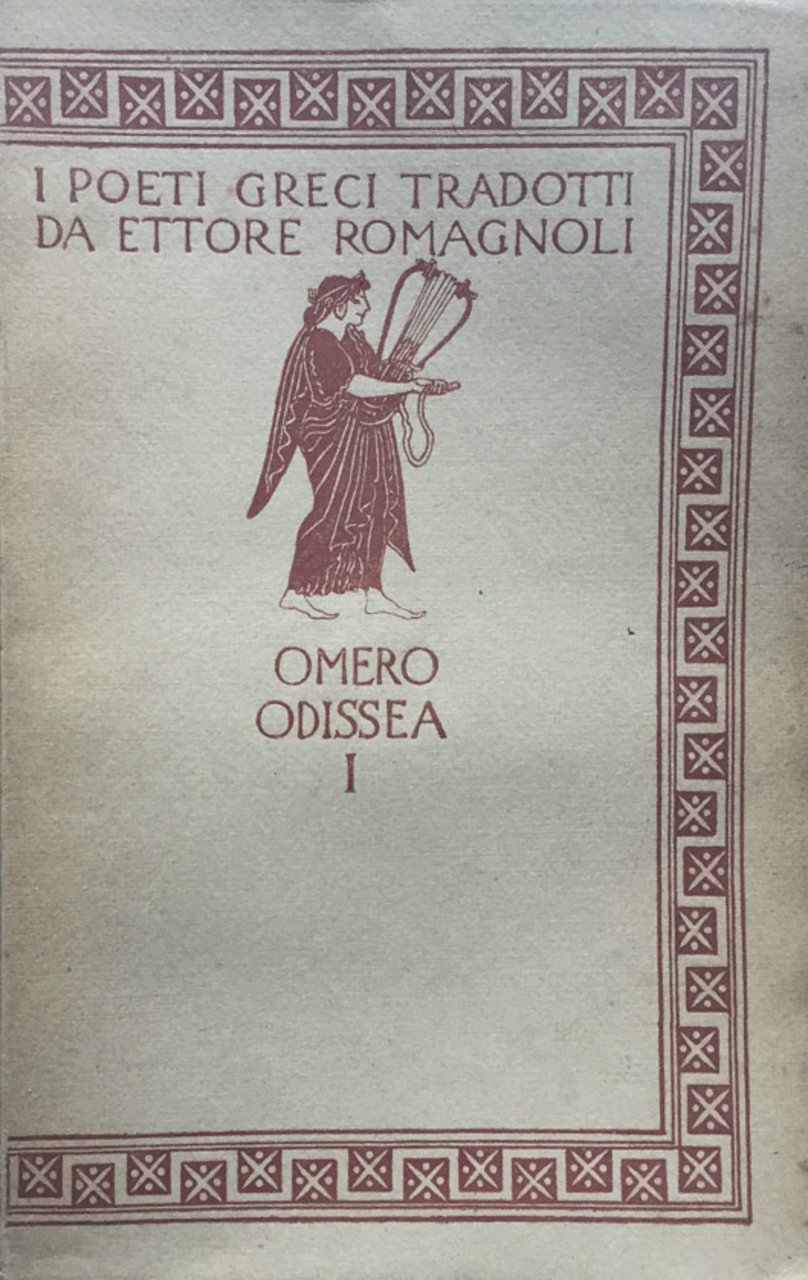 I POETI GRECI TRADOTTI
DA ETTORE ROMAGNOLI
OMERO
ODISSEA
I